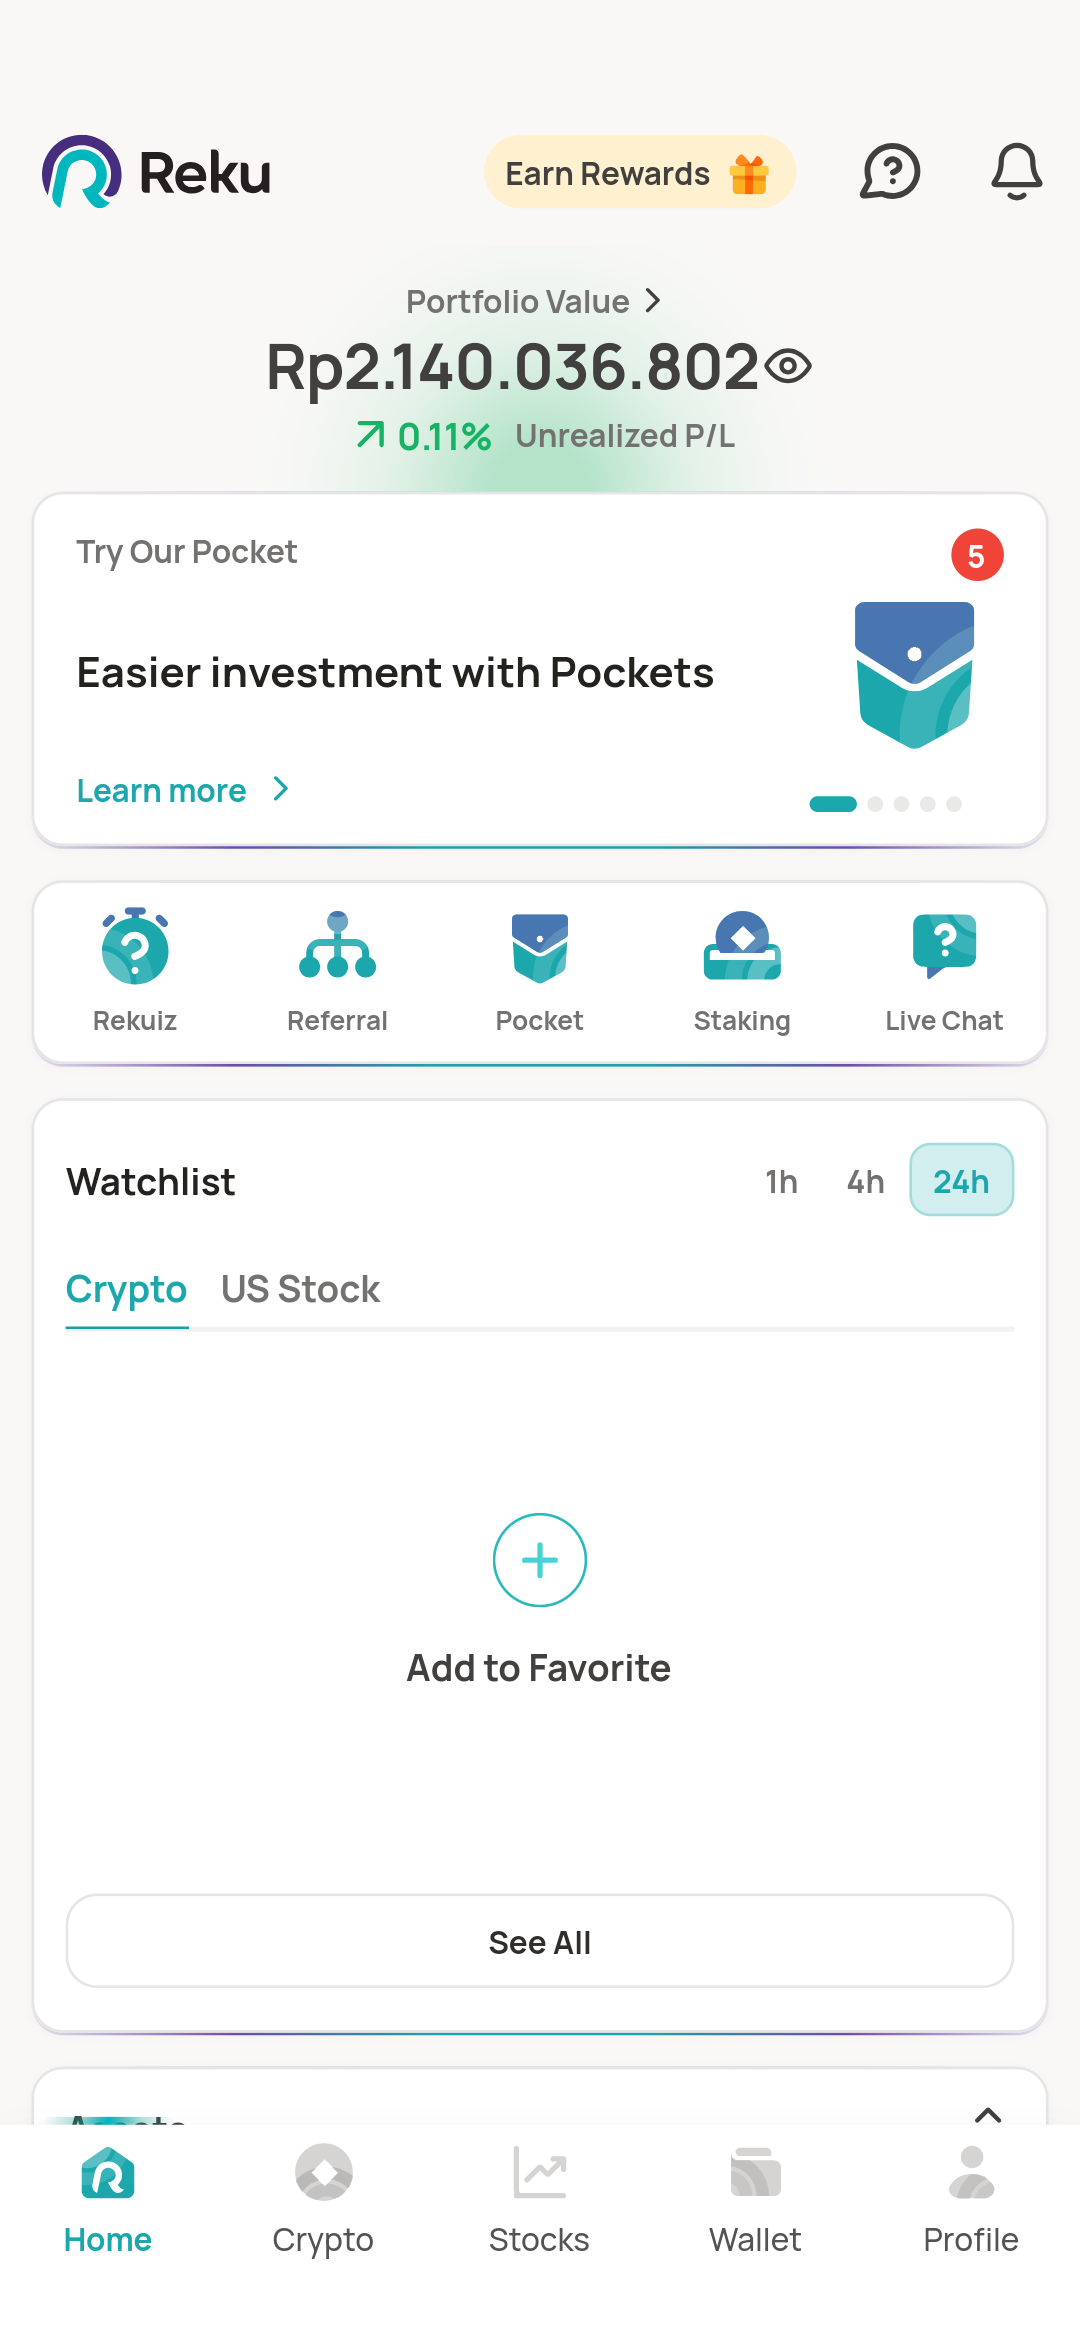 Reku
Earn Rewards
Portfolio Value
Rp2.140.036.802
0.11% Unrealized P/L
Try Our Pocket
5
Easier investment with Pockets
Learn more
Rekuiz
Referral
Pocket
Staking
Live Chat
Watchlist
1h
4h
24h
Crypto
US Stock
Add to Favorite
See All
Assets
Home
Crypto
Stocks
Wallet
Profile